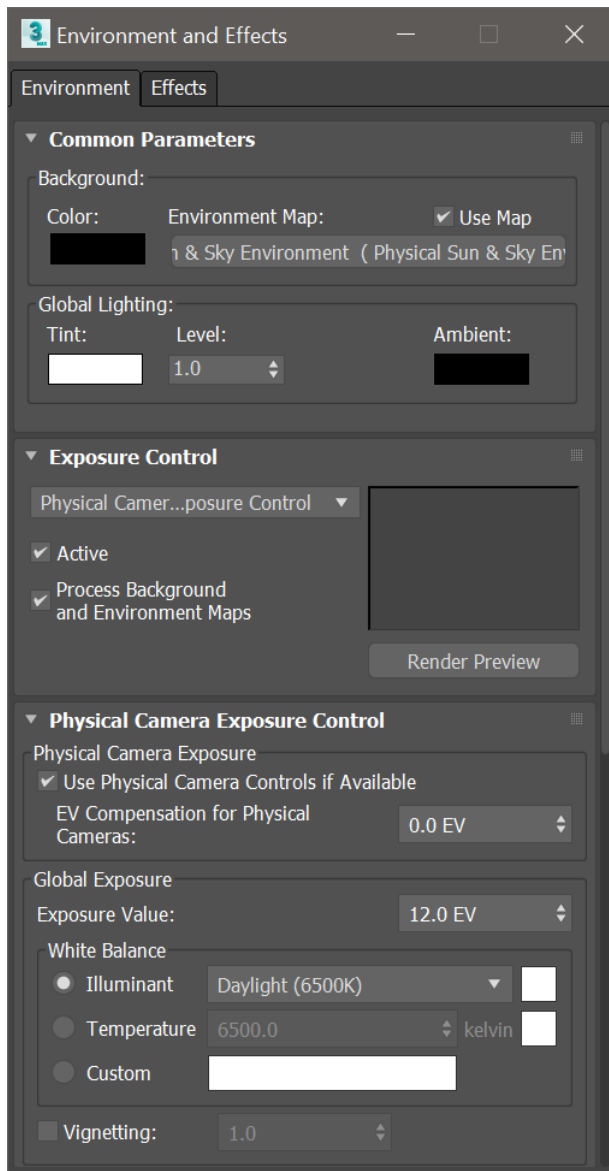 3 Environment and Effects
Environment Effects
Common Parameters
Background:
Color: Environment Map: Use Map
& Sky Environment ( Physical Sun & Sky
Global Lighting:
Tint: Level: Ambient:
1.0
Exposure Control
Physical Camer...posure Control
Active
Process Background
and Environment Maps
Render Preview
Physical Camera Exposure Control
Physical Camera Exposure
Use Physical Camera Controls if Available
EV Compensation for Physical
Cameras:
0.0 EV
Global Exposure
Exposure Value: 12.0 EV
White Balance
Illuminant Daylight (6500K)
Temperature 6500.0 kelvin
Custom
Vignetting: 1.0